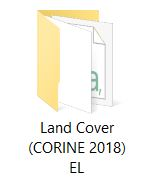 Land Cover
(CORINE 2018)
EL